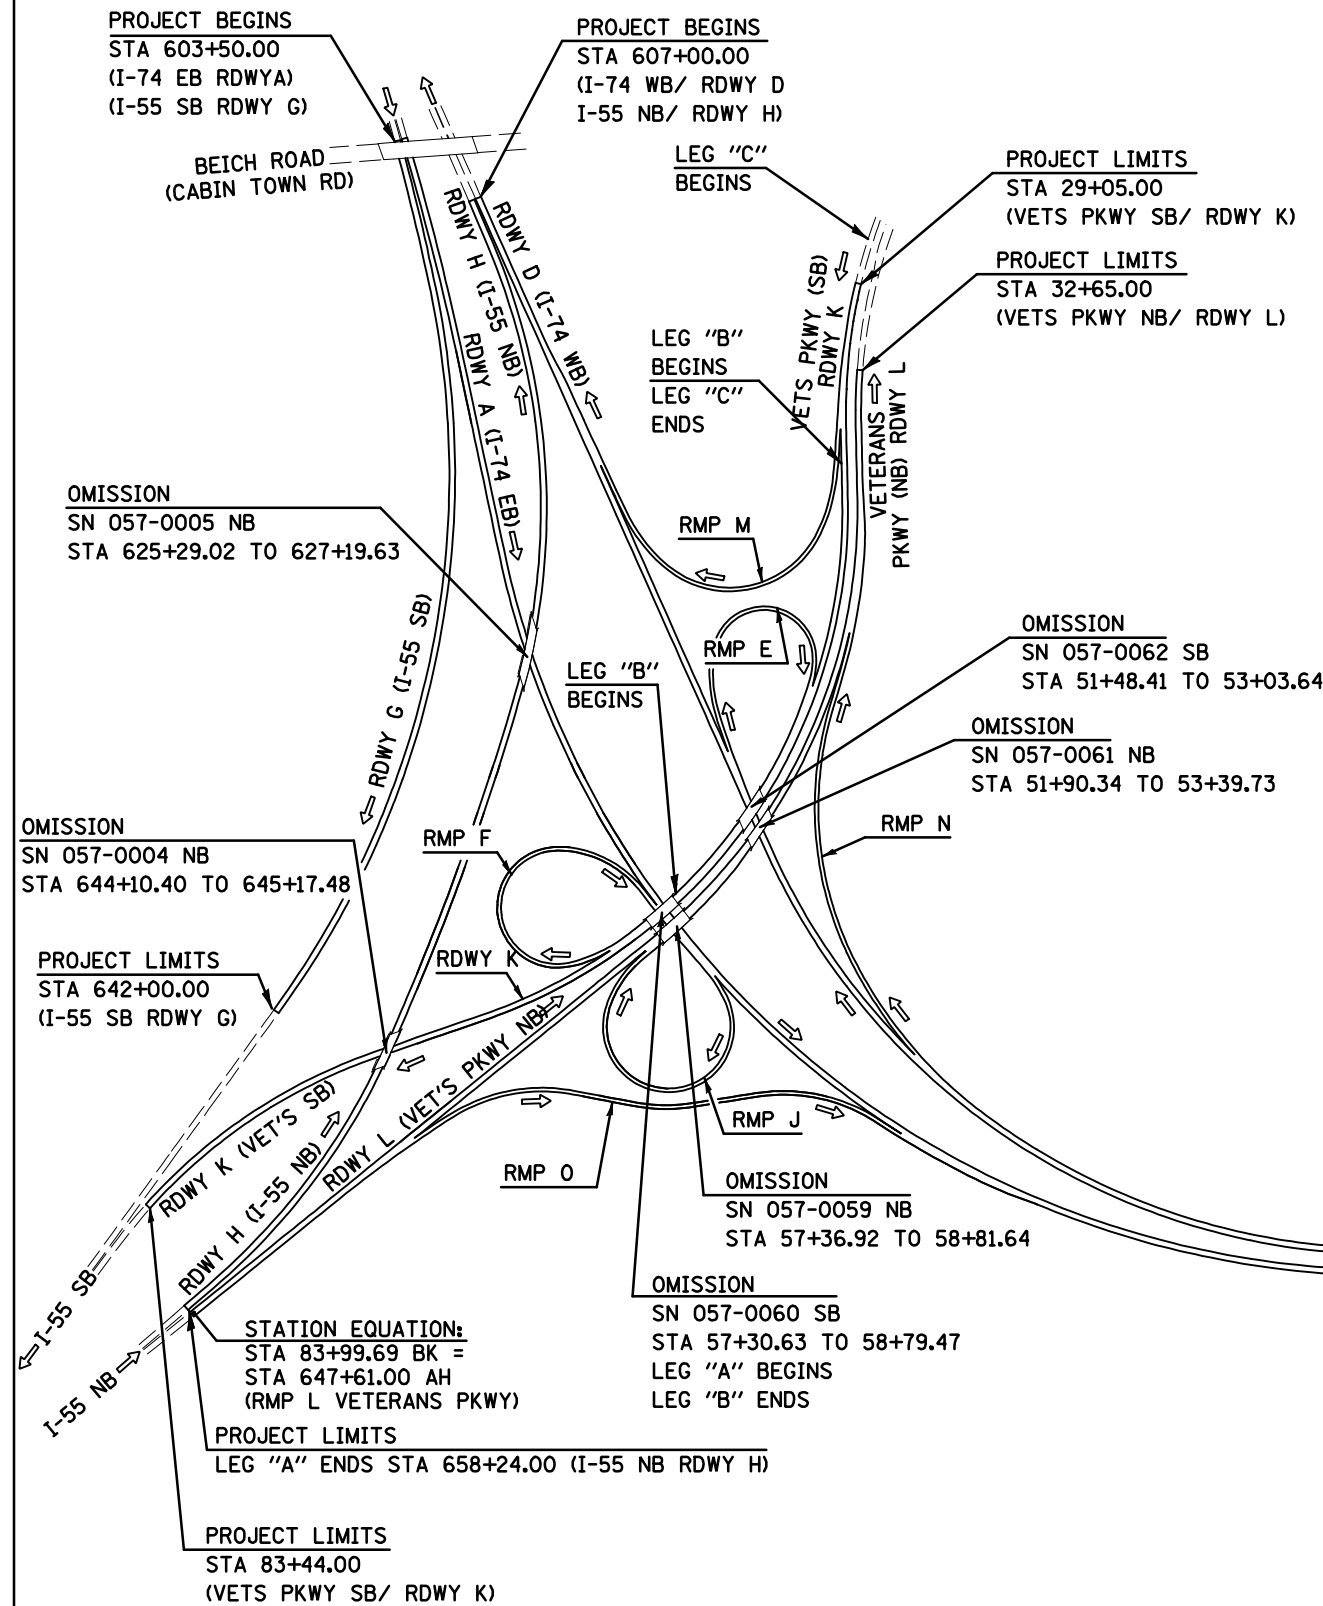 PROJECT BEGINS
STA 603+50.00
(I-74 EB RDWYA)
(I-55 SB RDWY G)
PROJECT BEGINS
STA 607+00.00
(I-74 WB/ RDWY D
I-55 NB/ RDWY H)
BEICH ROAD
(CABIN TOWN RD)
LEG "C"
BEGINS
PROJECT LIMITS
STA 29+05.00
(VETS PKWY SB/ RDWY K)
PROJECT LIMITS
STA 32+65.00
(VETS PKWY NB/ RDWY L)
RDWY H (I-55 NB)
RDWY D (I-74 WB)
RDWY A (I-74 EB)
VETS PKWY (SB)
RDWY K
LEG "B"
BEGINS
LEG "C"
ENDS
VETERANS
PKWY (NB) RDWY L
OMISSION
SN 057-0005 NB
STA 625+29.02 TO 627+19.63
RMP M
RMP E
OMISSION
SN 057-0062 SB
STA 51+48.41 TO 53+03.64
LEG "B"
BEGINS
RDWY G (I-55 SB)
OMISSION
SN 057-0061 NB
STA 51+90.34 TO 53+39.73
OMISSION
SN 057-0004 NB
STA 644+10.40 TO 645+17.48
RMP F
RMP N
PROJECT LIMITS
STA 642+00.00
(I-55 SB RDWY G)
RDWY K
RDWY K (VET'S SB)
RDWY H (I-55 NB)
RDWY L (VET'S PKWY NB)
RMP J
RMP O
OMISSION
SN 057-0059 NB
STA 57+36.92 TO 58+81.64
OMISSION
SN 057-0060 SB
STA 57+30.63 TO 58+79.47
LEG "A" BEGINS
LEG "B" ENDS
I-55 SB
I-55 NB
STATION EQUATION:
STA 83+99.69 BK =
STA 647+61.00 AH
(RMP L VETERANS PKWY)
PROJECT LIMITS
LEG "A" ENDS STA 658+24.00 (I-55 NB RDWY H)
PROJECT LIMITS
STA 83+44.00
(VETS PKWY SB/ RDWY K)